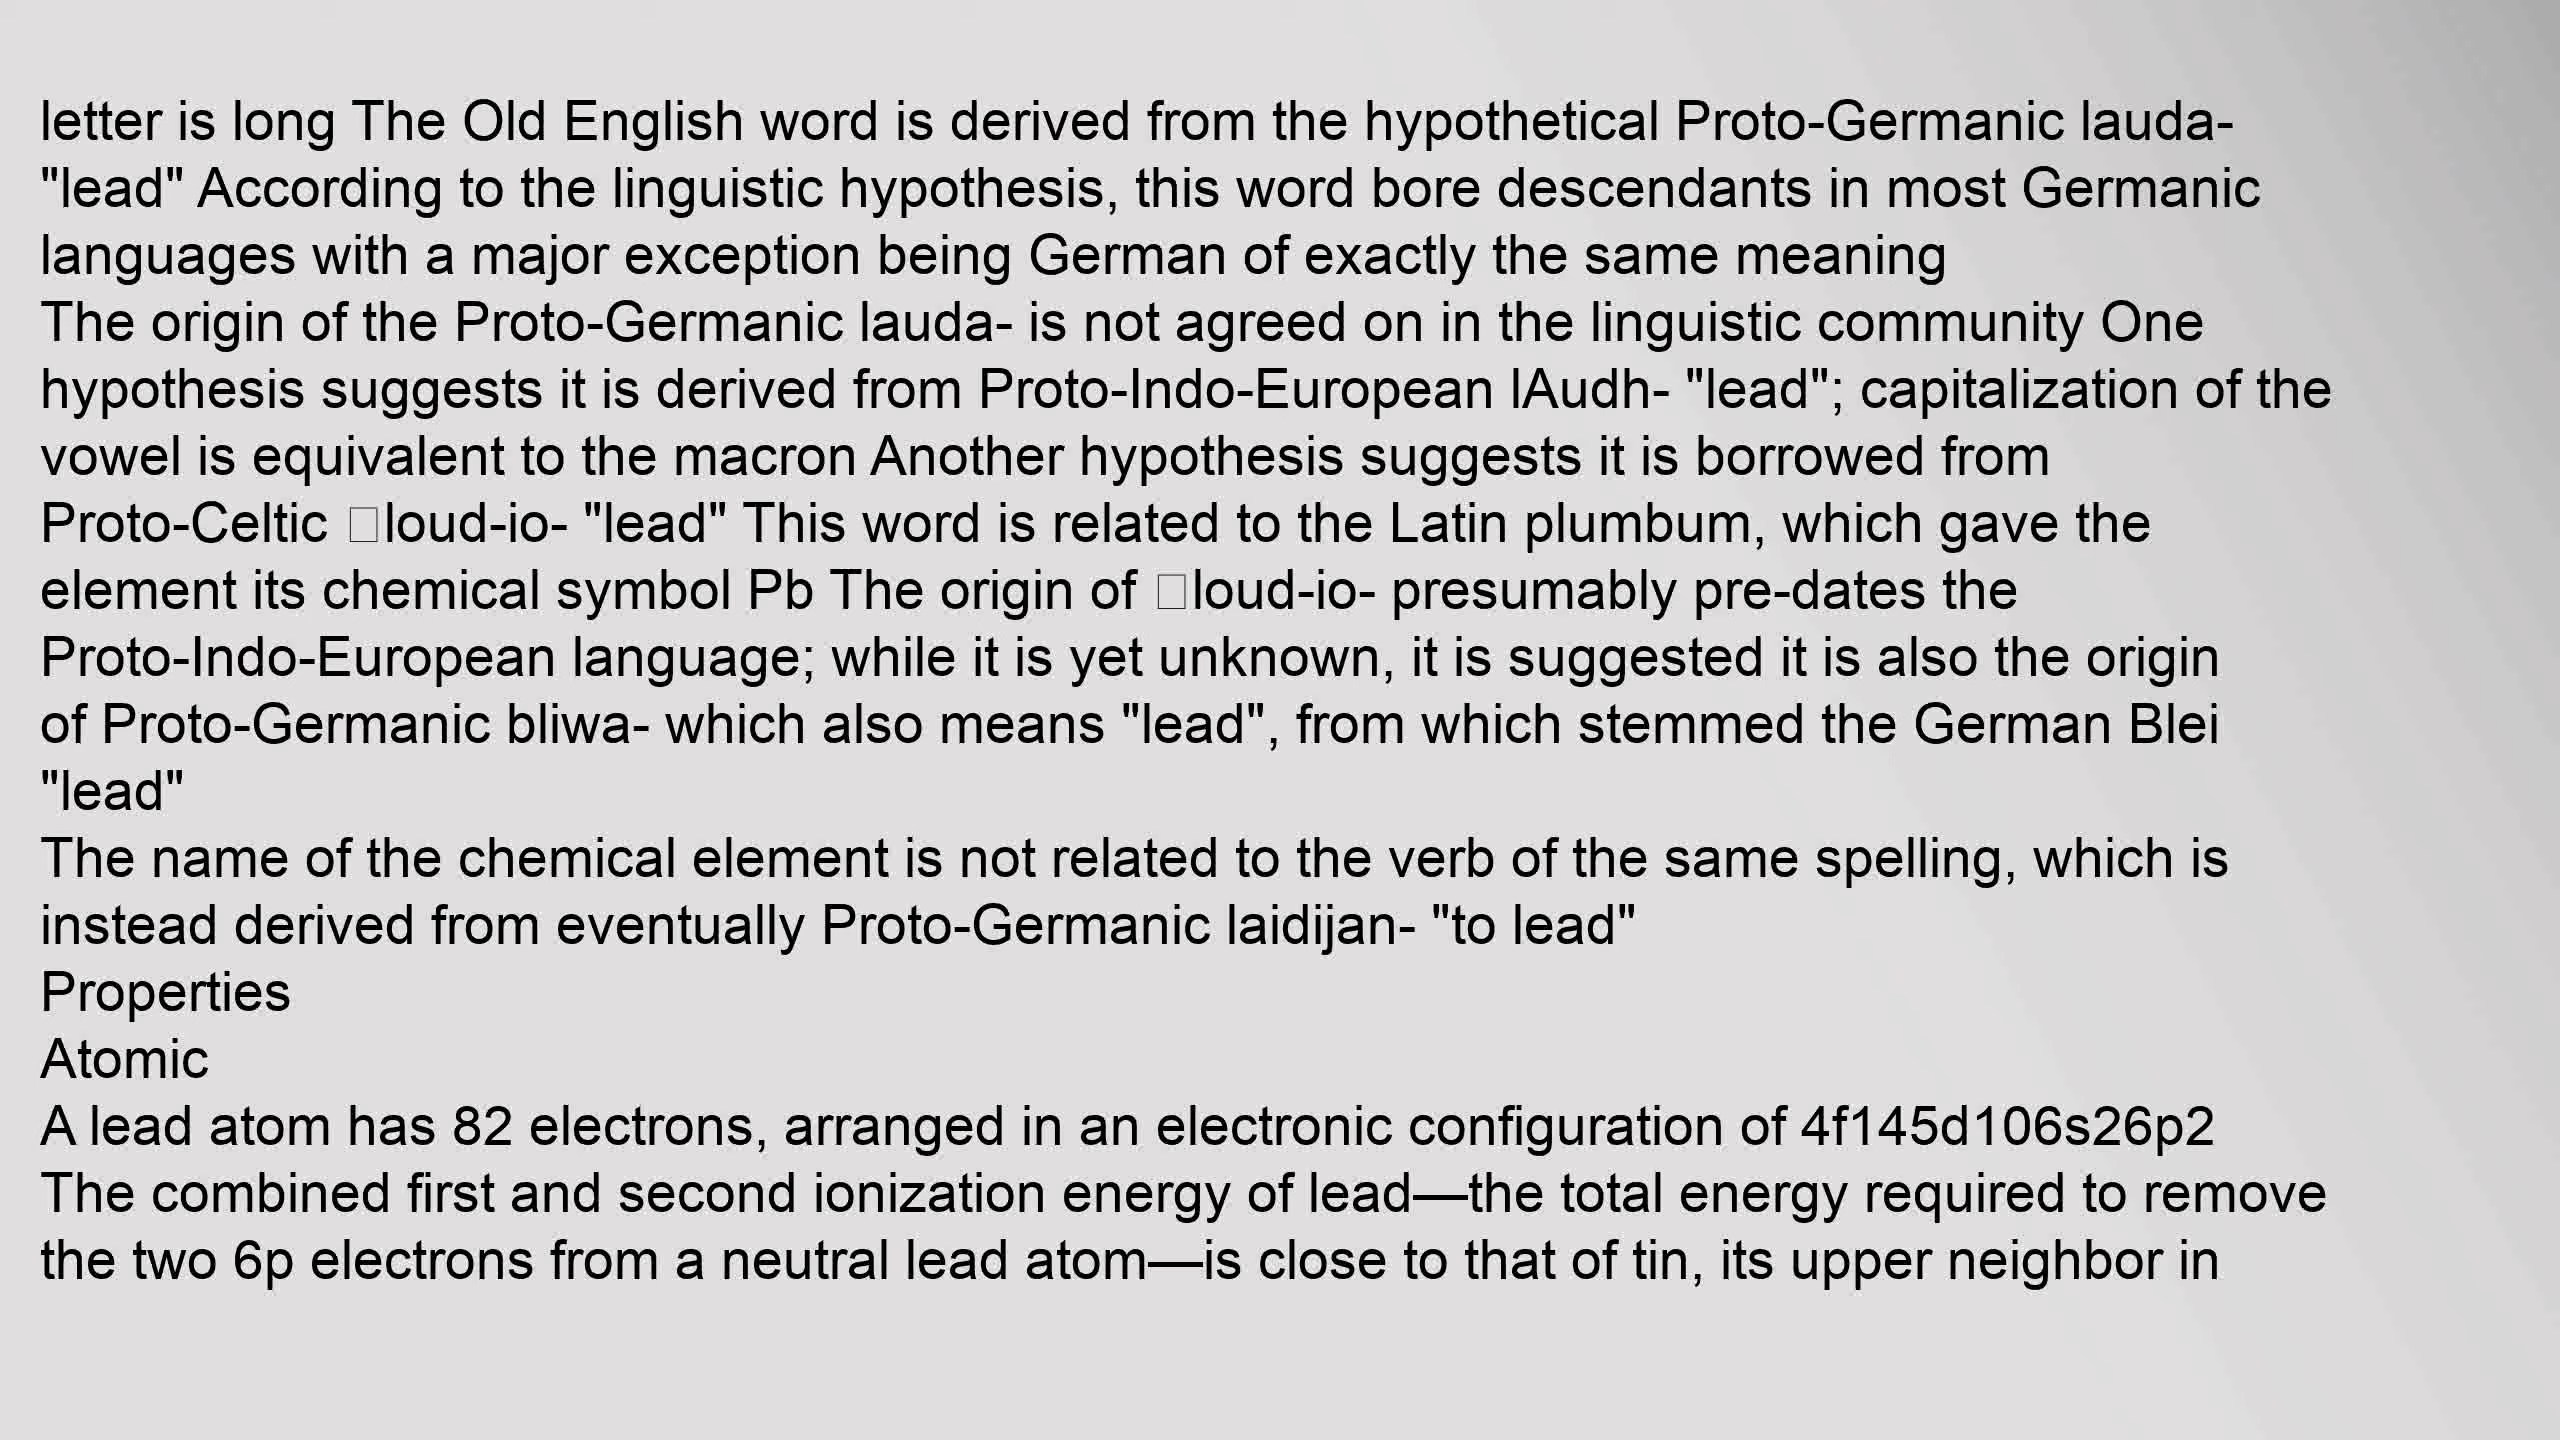 letter is long The Old English word is derived from the hypothetical Proto-Germanic lauda-
"lead" According to the linguistic hypothesis, this word bore descendants in most Germanic
languages with a major exception being German of exactly the same meaning
The origin of the Proto-Germanic lauda- is not agreed on in the linguistic community One
hypothesis suggests it is derived from Proto-Indo-European lAudh- "lead"; capitalization of the
vowel is equivalent to the macron Another hypothesis suggests it is borrowed from
Proto-Celtic □loud-io- "lead" This word is related to the Latin plumbum, which gave the
element its chemical symbol Pb The origin of □loud-io- presumably pre-dates the
Proto-Indo-European language; while it is yet unknown, it is suggested it is also the origin
of Proto-Germanic bliwa- which also means "lead", from which stemmed the German Blei
"lead"
The name of the chemical element is not related to the verb of the same spelling, which is
instead derived from eventually Proto-Germanic laidijan- "to lead"
Properties
Atomic
A lead atom has 82 electrons, arranged in an electronic configuration of 4f145d106s26p2
The combined first and second ionization energy of lead—the total energy required to remove
the two 6p electrons from a neutral lead atom—is close to that of tin, its upper neighbor in